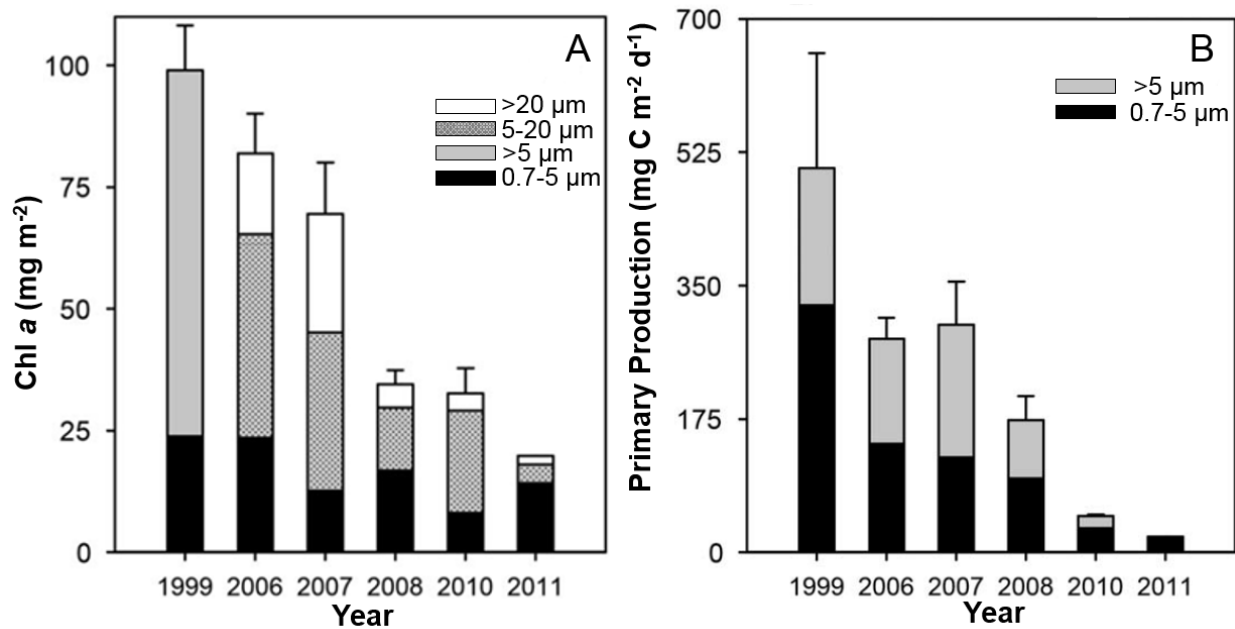 A
100
75
50
25
0
Chl a (mg m-2)
>20 µm
5-20 µm
>5 µm
0.7-5 µm
1999 2006 2007 2008 2010 2011
Year
B
700
525
350
175
0
Primary Production (mg C m-2 d-1)
>5 µm
0.7-5 µm
1999 2006 2007 2008 2010 2011
Year